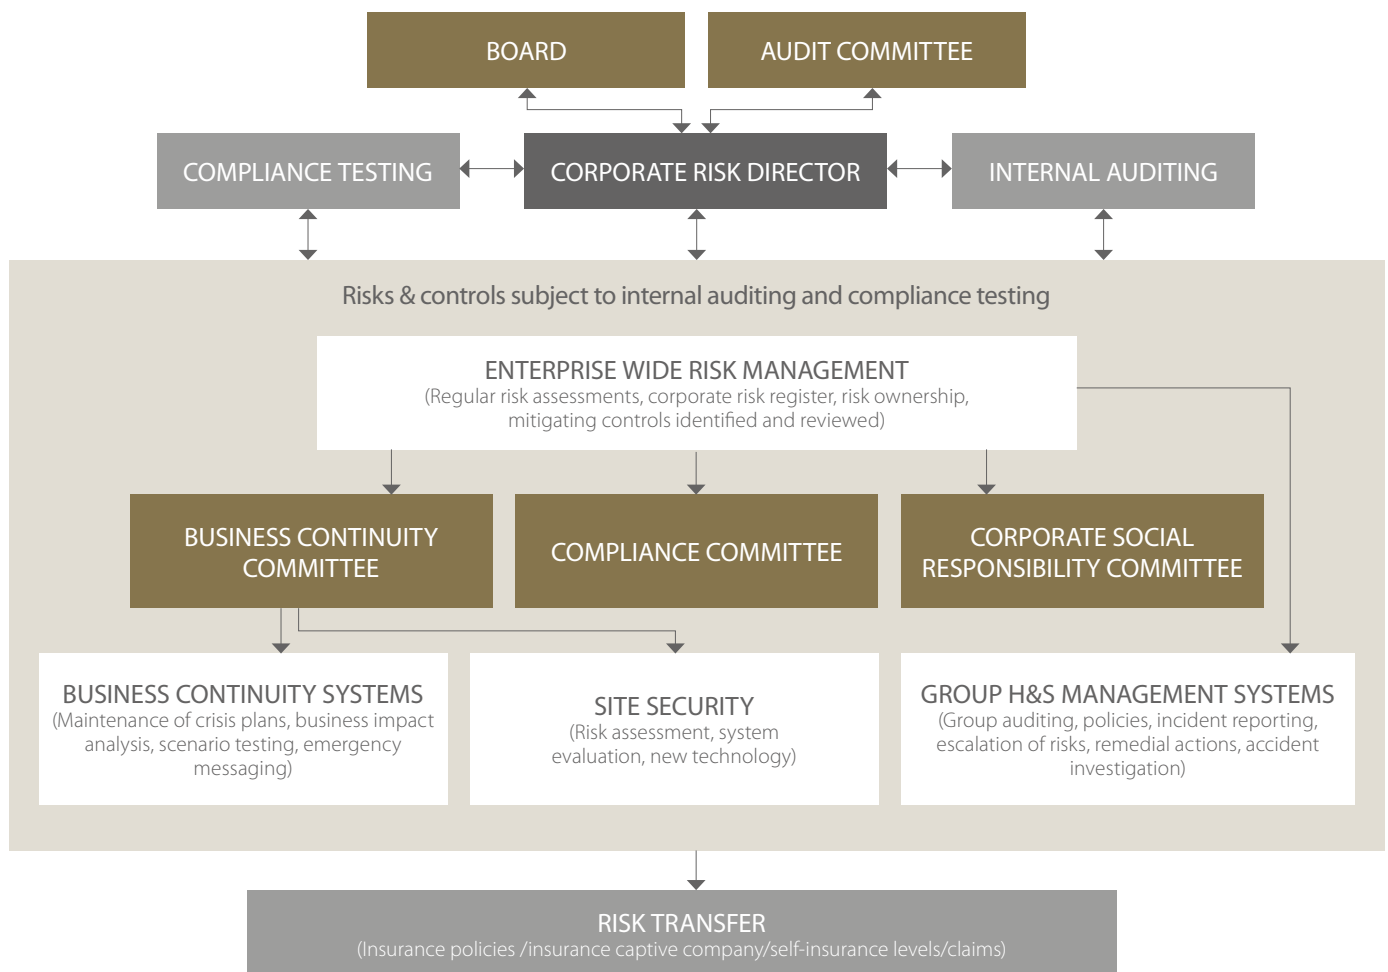 BOARD
AUDIT COMMITTEE
COMPLIANCE TESTING
CORPORATE RISK DIRECTOR
INTERNAL AUDITING
Risks & controls subject to internal auditing and compliance testing
ENTERPRISE WIDE RISK MANAGEMENT
(Regular risk assessments, corporate risk register, risk ownership,
mitigating controls identified and reviewed)
BUSINESS CONTINUITY
COMMITTEE
COMPLIANCE COMMITTEE
CORPORATE SOCIAL
RESPONSIBILITY COMMITTEE
BUSINESS CONTINUITY SYSTEMS
(Maintenance of crisis plans, business impact
analysis, scenario testing, emergency
messaging)
SITE SECURITY
(Risk assessment, system
evaluation, new technology)
GROUP H&S MANAGEMENT SYSTEMS
(Group auditing, policies, incident reporting,
escalation of risks, remedial actions, accident
investigation)
RISK TRANSFER
(Insurance policies /insurance captive company/self-insurance levels/claims)